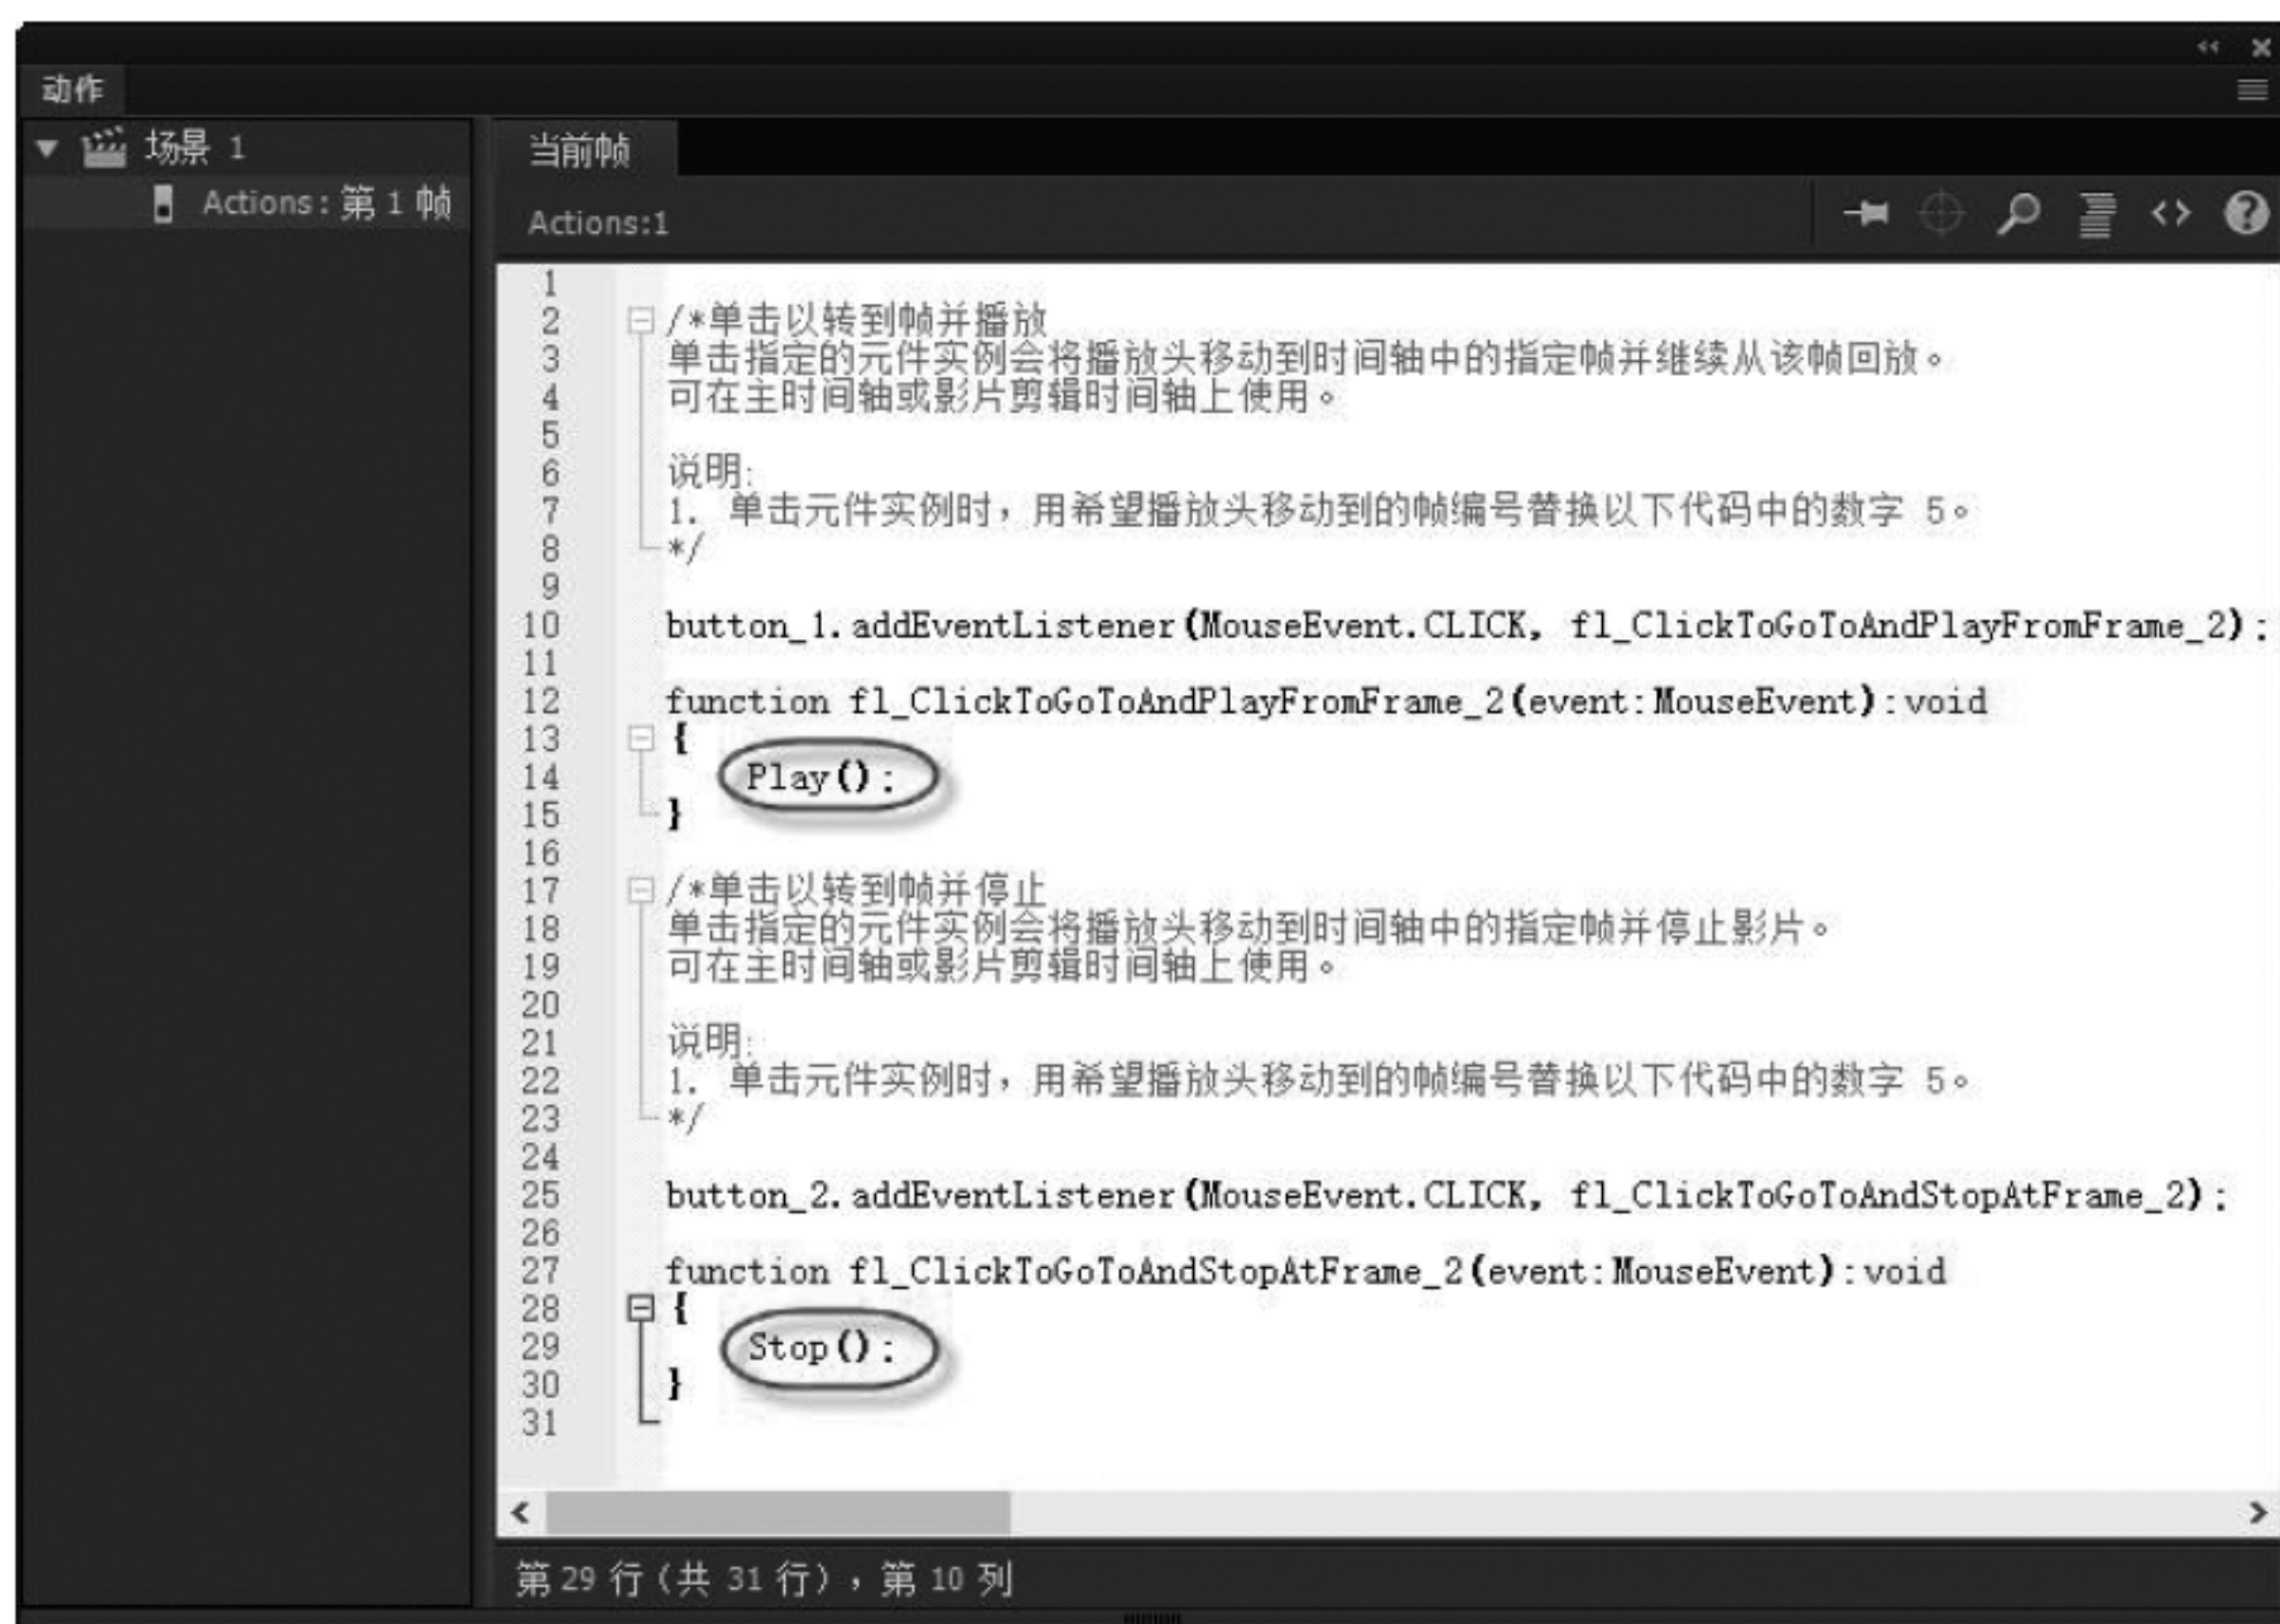 动作
场景 1
Actions:第 1 帧
当前帧
Actions:1
1
2 /*单击以转到帧并播放
3 单击指定的元件实例会将播放头移动到时间轴中的指定帧并继续从该帧回放。
4 可在主时间轴或影片剪辑时间轴上使用。
5
6 说明:
7 1. 单击元件实例时，用希望播放头移动到的帧编号替换以下代码中的数字 5。
8 */
9
10 button_1.addEventListener(MouseEvent.CLICK, fl_ClickToGoToAndPlayFromFrame_2);
11
12 function fl_ClickToGoToAndPlayFromFrame_2(event:MouseEvent):void
13 {
14 Play();
15 }
16
17 /*单击以转到帧并停止
18 单击指定的元件实例会将播放头移动到时间轴中的指定帧并停止影片。
19 可在主时间轴或影片剪辑时间轴上使用。
20
21 说明:
22 1. 单击元件实例时，用希望播放头移动到的帧编号替换以下代码中的数字 5。
23 */
24
25 button_2.addEventListener(MouseEvent.CLICK, fl_ClickToGoToAndStopAtFrame_2);
26
27 function fl_ClickToGoToAndStopAtFrame_2(event:MouseEvent):void
28 {
29 Stop();
30 }
31
第 29 行（共 31 行），第 10 列